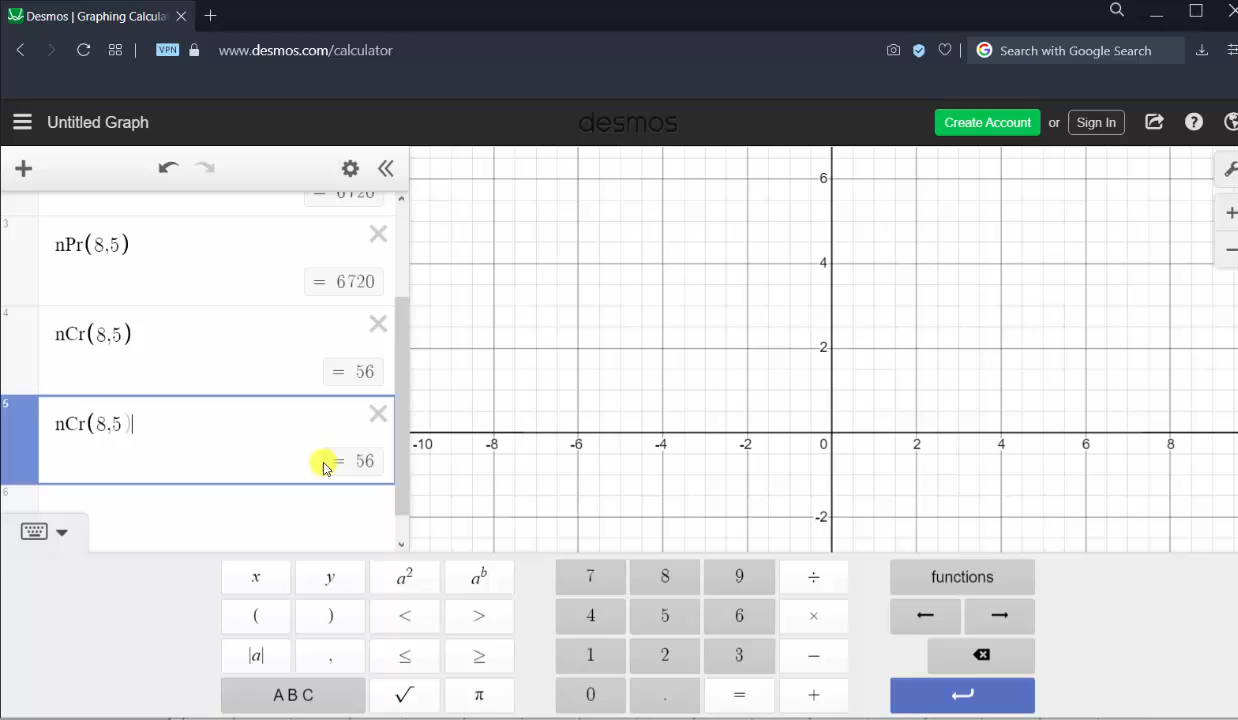 Desmos | Graphing Calcula
VPN www.desmos.com/calculator Search with Google Search
Untitled Graph desmos Create Account or Sign In
= 6720
3 nPr(8,5)
= 6720
4 nCr(8,5)
= 56
5 nCr(8,5)
= 56
6
6
4
2
-10 -8 -6 -4 -2 0 2 4 6 8
-2
x y a² aᵇ 7 8 9 ÷ functions
( ) < > 4 5 6 × ← →
|a| , ≤ ≥ 1 2 3 −
A B C √ π 0 . = +